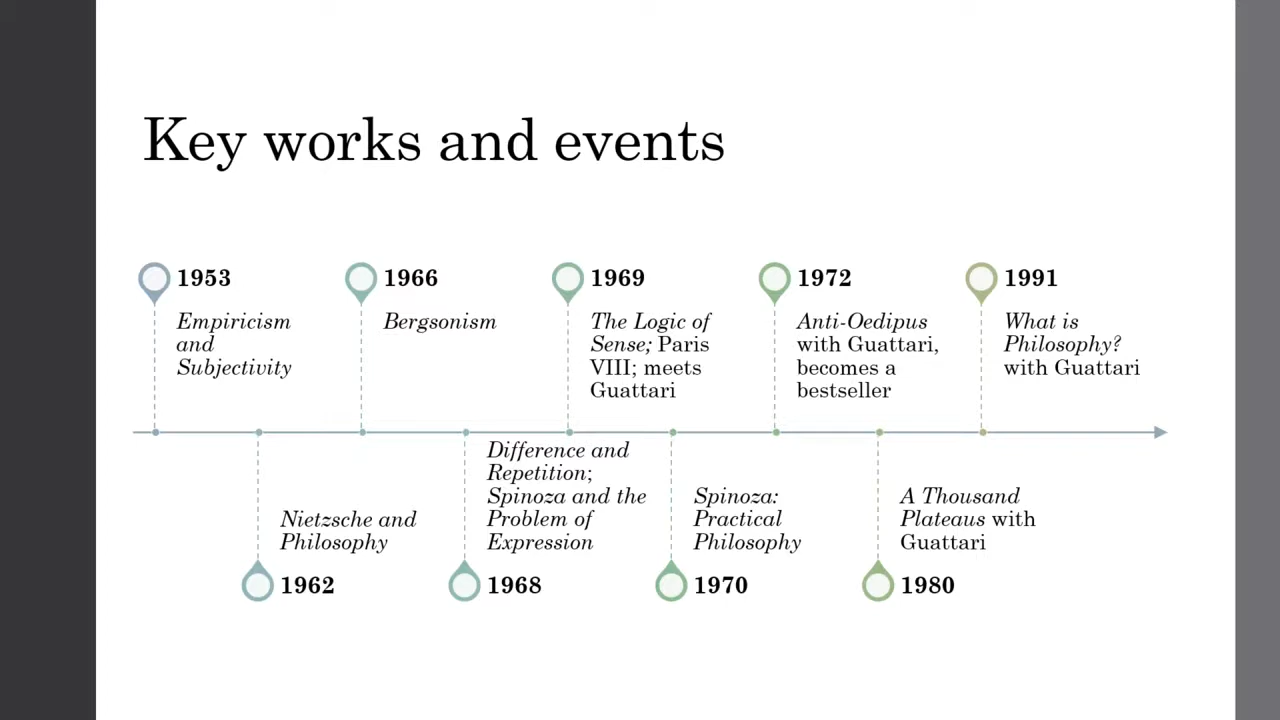 Key works and events
1953
Empiricism
and
Subjectivity
1966
Bergsonism
1969
The Logic of
Sense; Paris
VIII; meets
Guattari
1972
Anti-Oedipus
with Guattari,
becomes a
bestseller
1991
What is
Philosophy?
with Guattari
Nietzsche and
Philosophy
1962
Difference and
Repetition;
Spinoza and the
Problem of
Expression
1968
Spinoza:
Practical
Philosophy
1970
A Thousand
Plateaus with
Guattari
1980